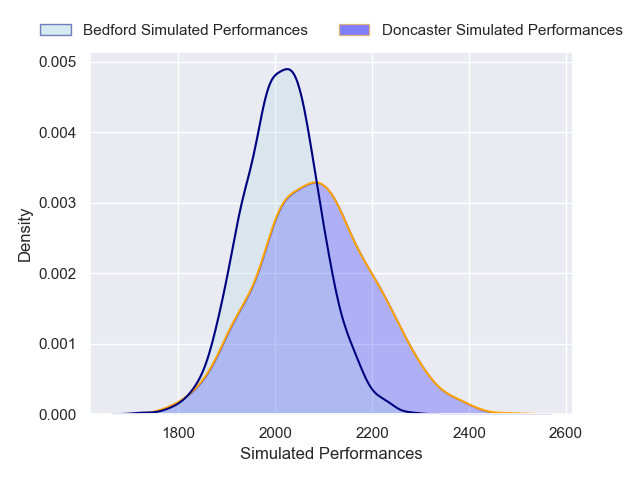 Bedford Simulated Performances
Doncaster Simulated Performances
0.005
0.004
0.003
0.002
0.001
0.000
Density
1800 2000 2200 2400 2600
Simulated Performances